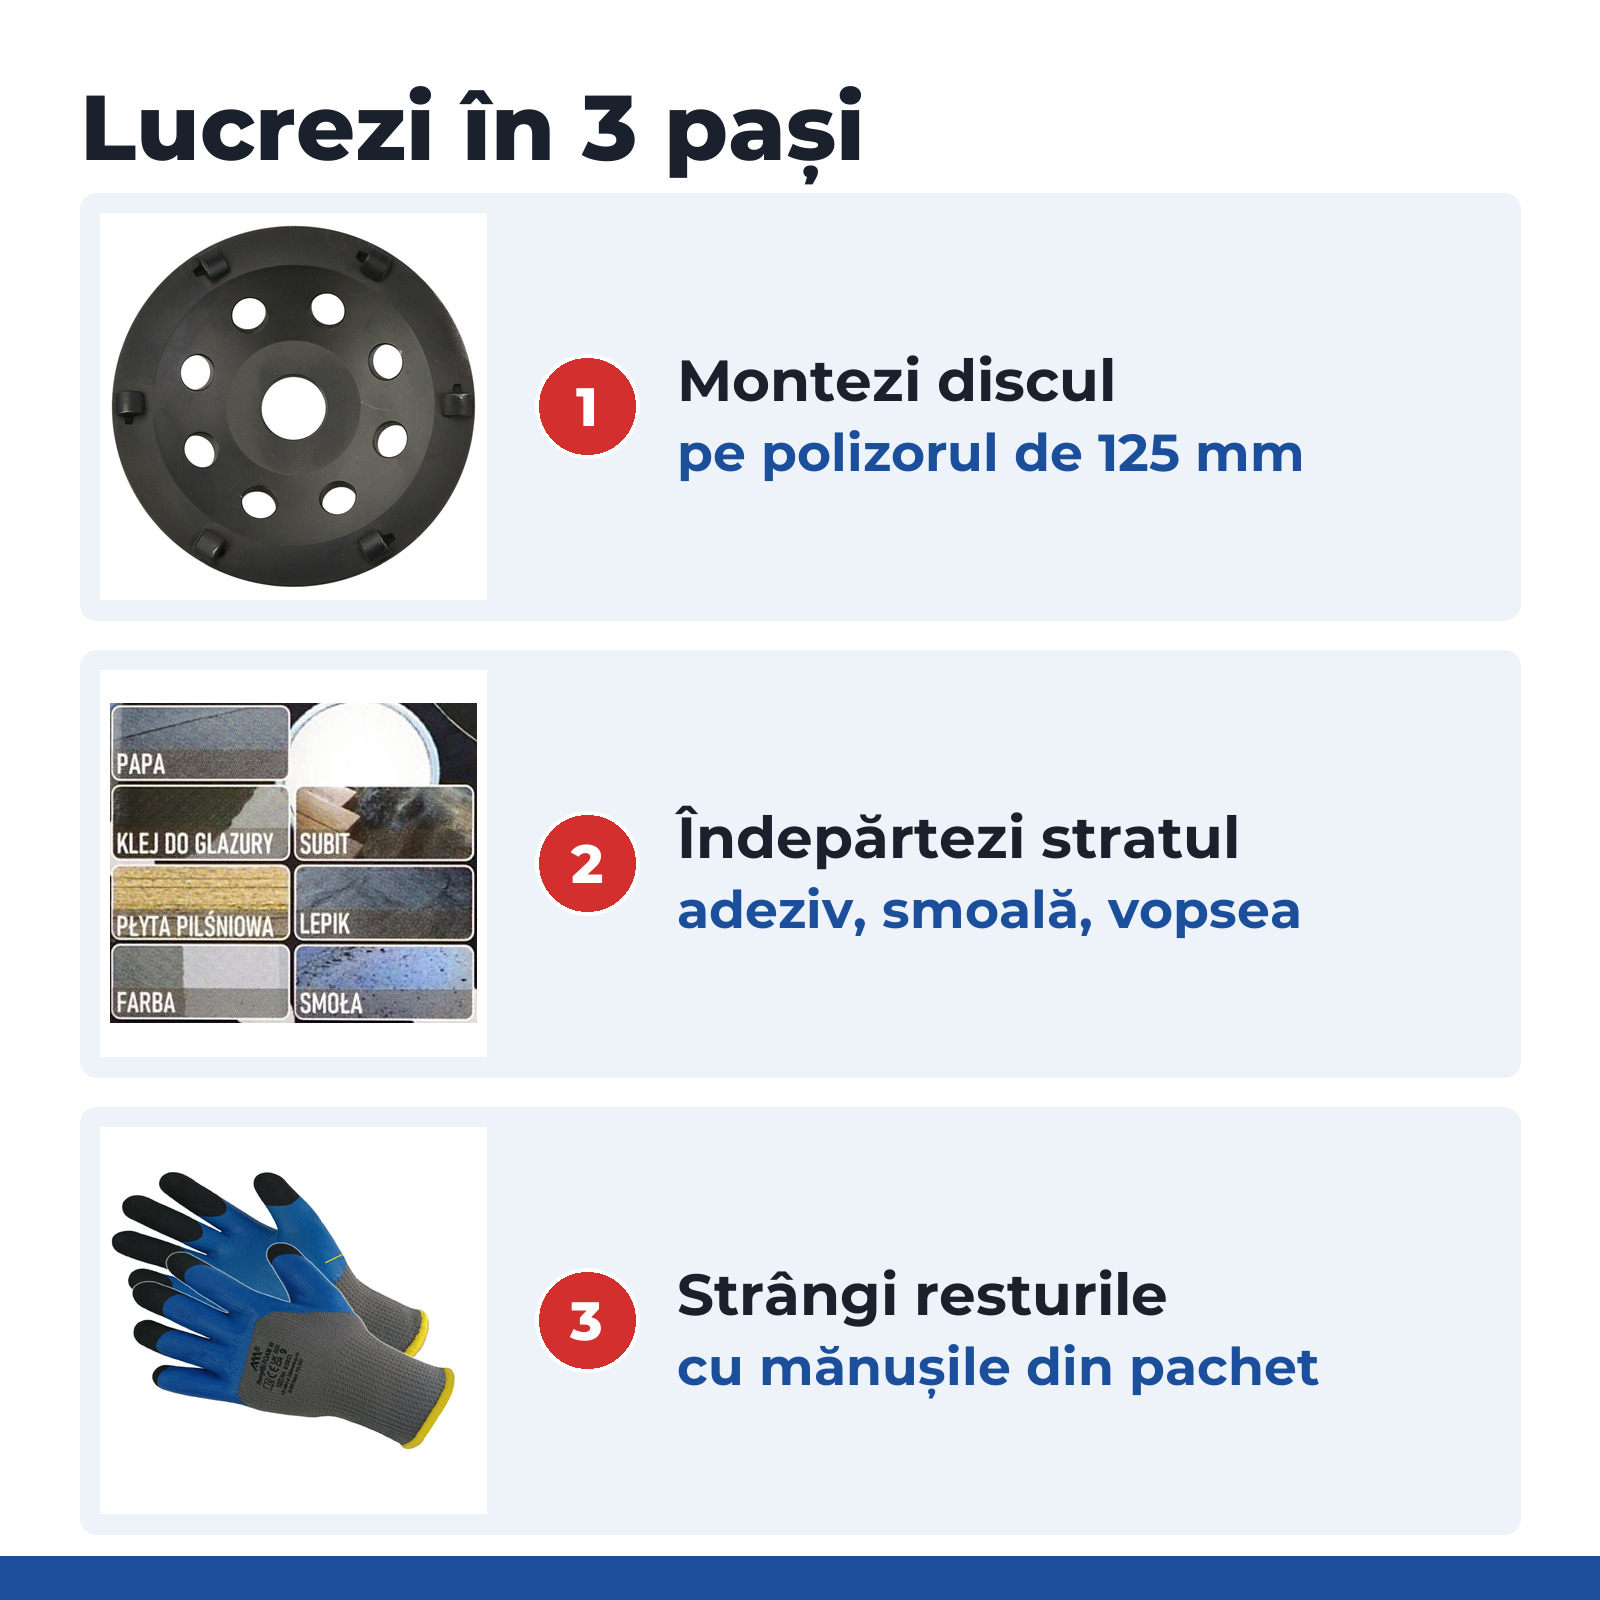 Lucrezi în 3 pași
1
Montezi discul
pe polizorul de 125 mm
PAPA
KLEJ DO GLAZURY
SUBIT
PŁYTA PILŚNIOWA
LEPIK
FARBA
SMOŁA
2
Îndepărtezi stratul
adeziv, smoală, vopsea
3
Strângi resturile
cu mănușile din pachet